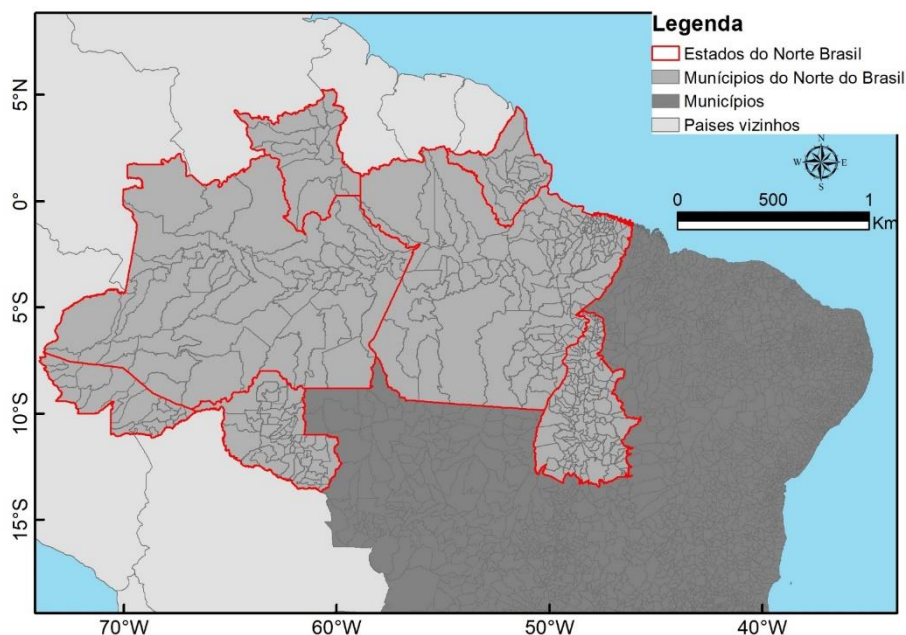 Legenda
Estados do Norte Brasil
Munícipios do Norte do Brasil
Municípios
Paises vizinhos
N
W E
S
0 500 1
Km
5°N
0°
5°S
10°S
15°S
70°W 60°W 50°W 40°W